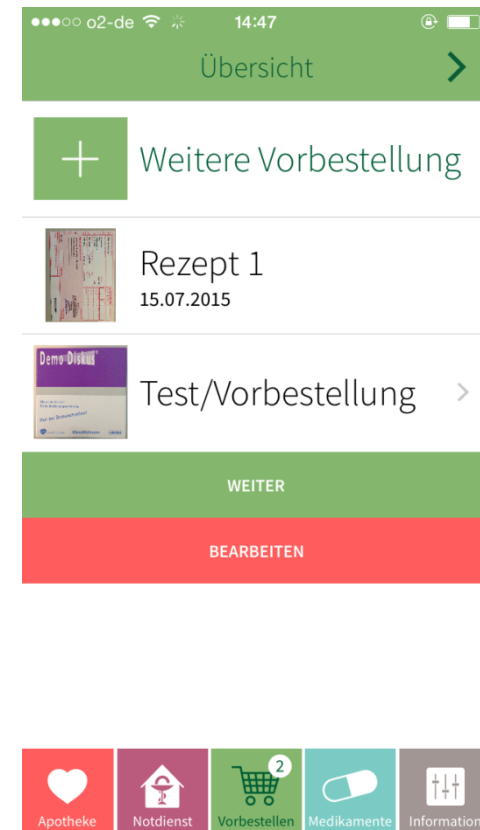 o2-de 14:47
Übersicht
Weitere Vorbestellung
Rezept 1
15.07.2015
Demo Diskus
Test/Vorbestellung
WEITER
BEARBEITEN
2
Apotheke Notdienst Vorbestellen Medikamente Information